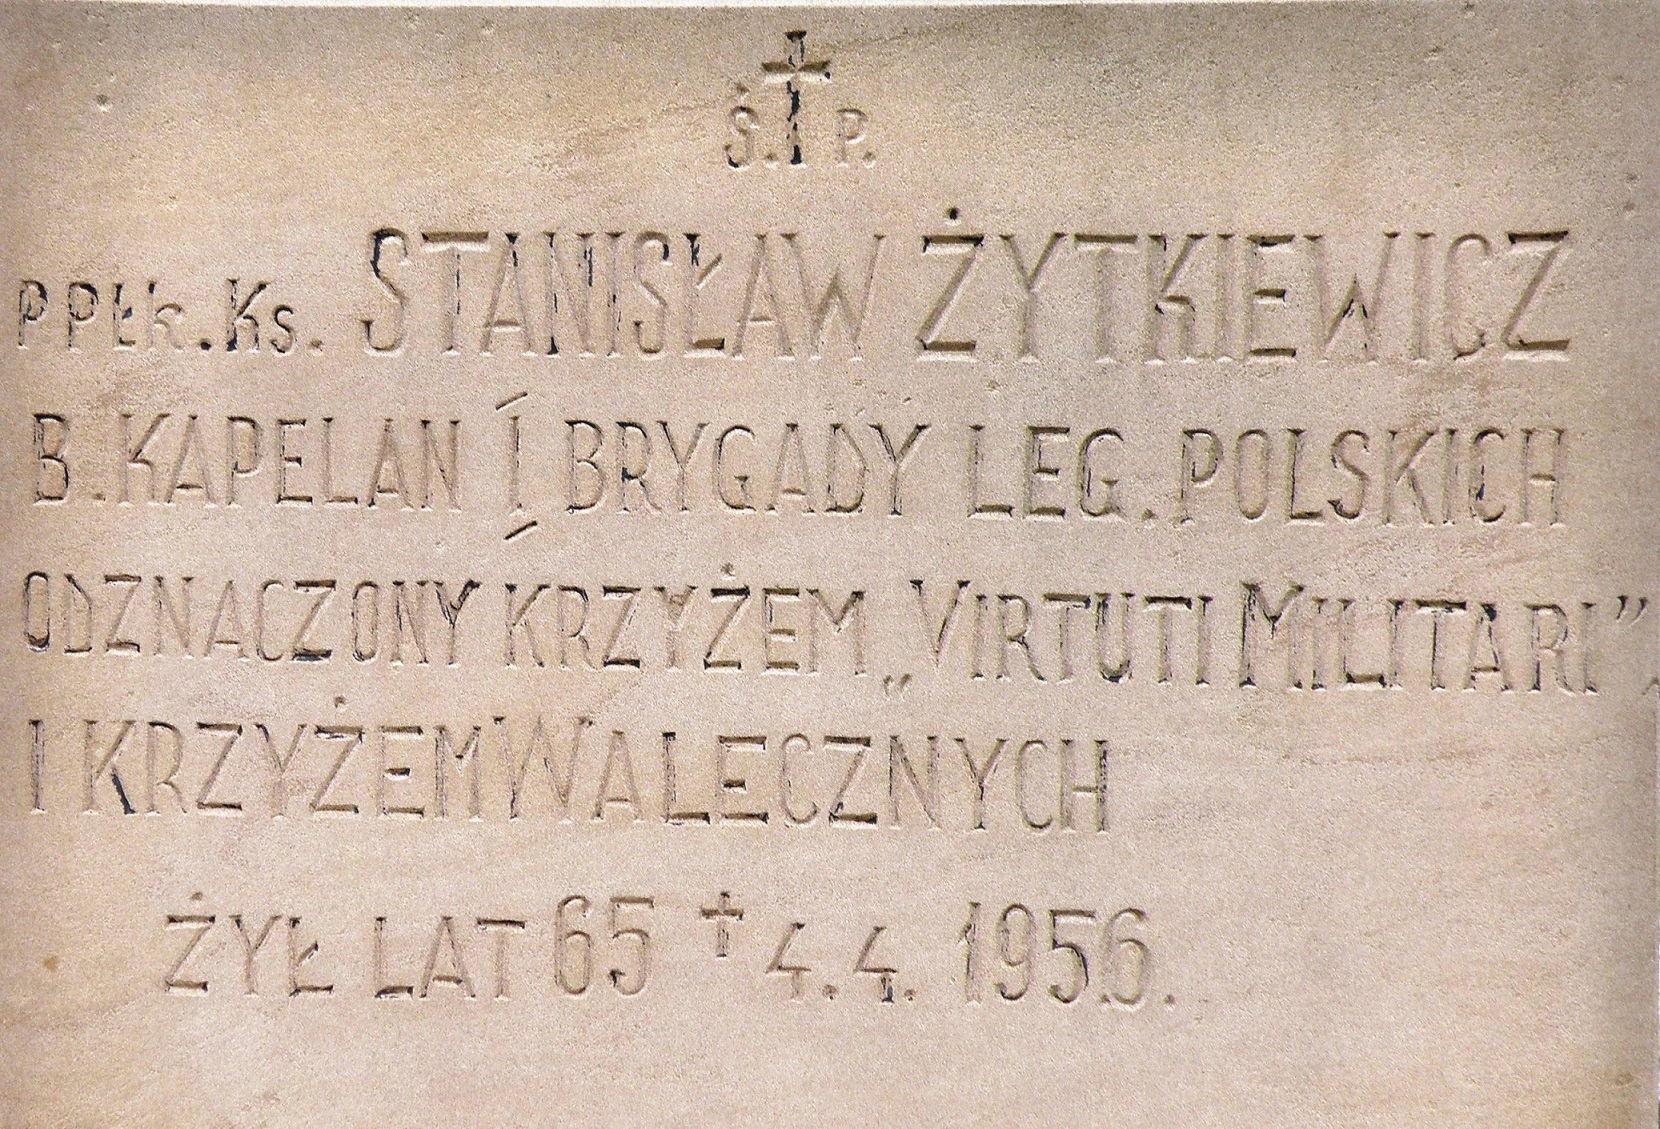 Ś. † P.
PPŁk. Ks. STANISŁAW ŻYTKIEWICZ
B. KAPELAN I BRYGADY LEG. POLSKICH
ODZNACZONY KRZYŻEM „VIRTUTI MILITARI”
I KRZYŻEM WALECZNYCH
ŻYŁ LAT 65 † 4.4. 1956.